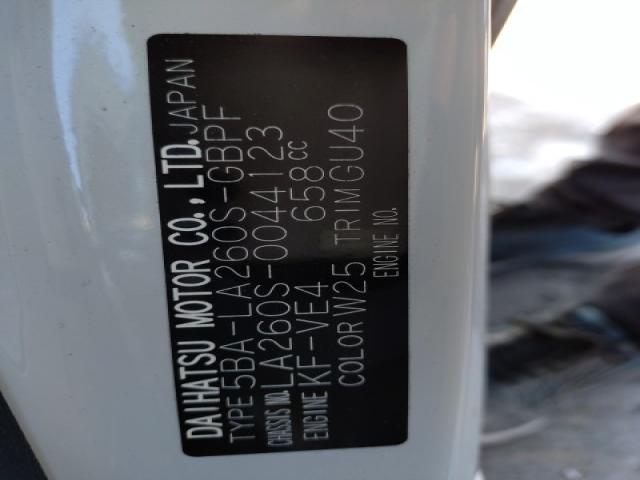 DAIHATSU MOTOR CO., LTD. JAPAN
TYPE 5BA-LA260S-GBPF
CHASSIS NO. LA260S-0044123
ENGINE KF-VE4 658cc
COLOR W25 TRIM GU40
ENGINE NO.